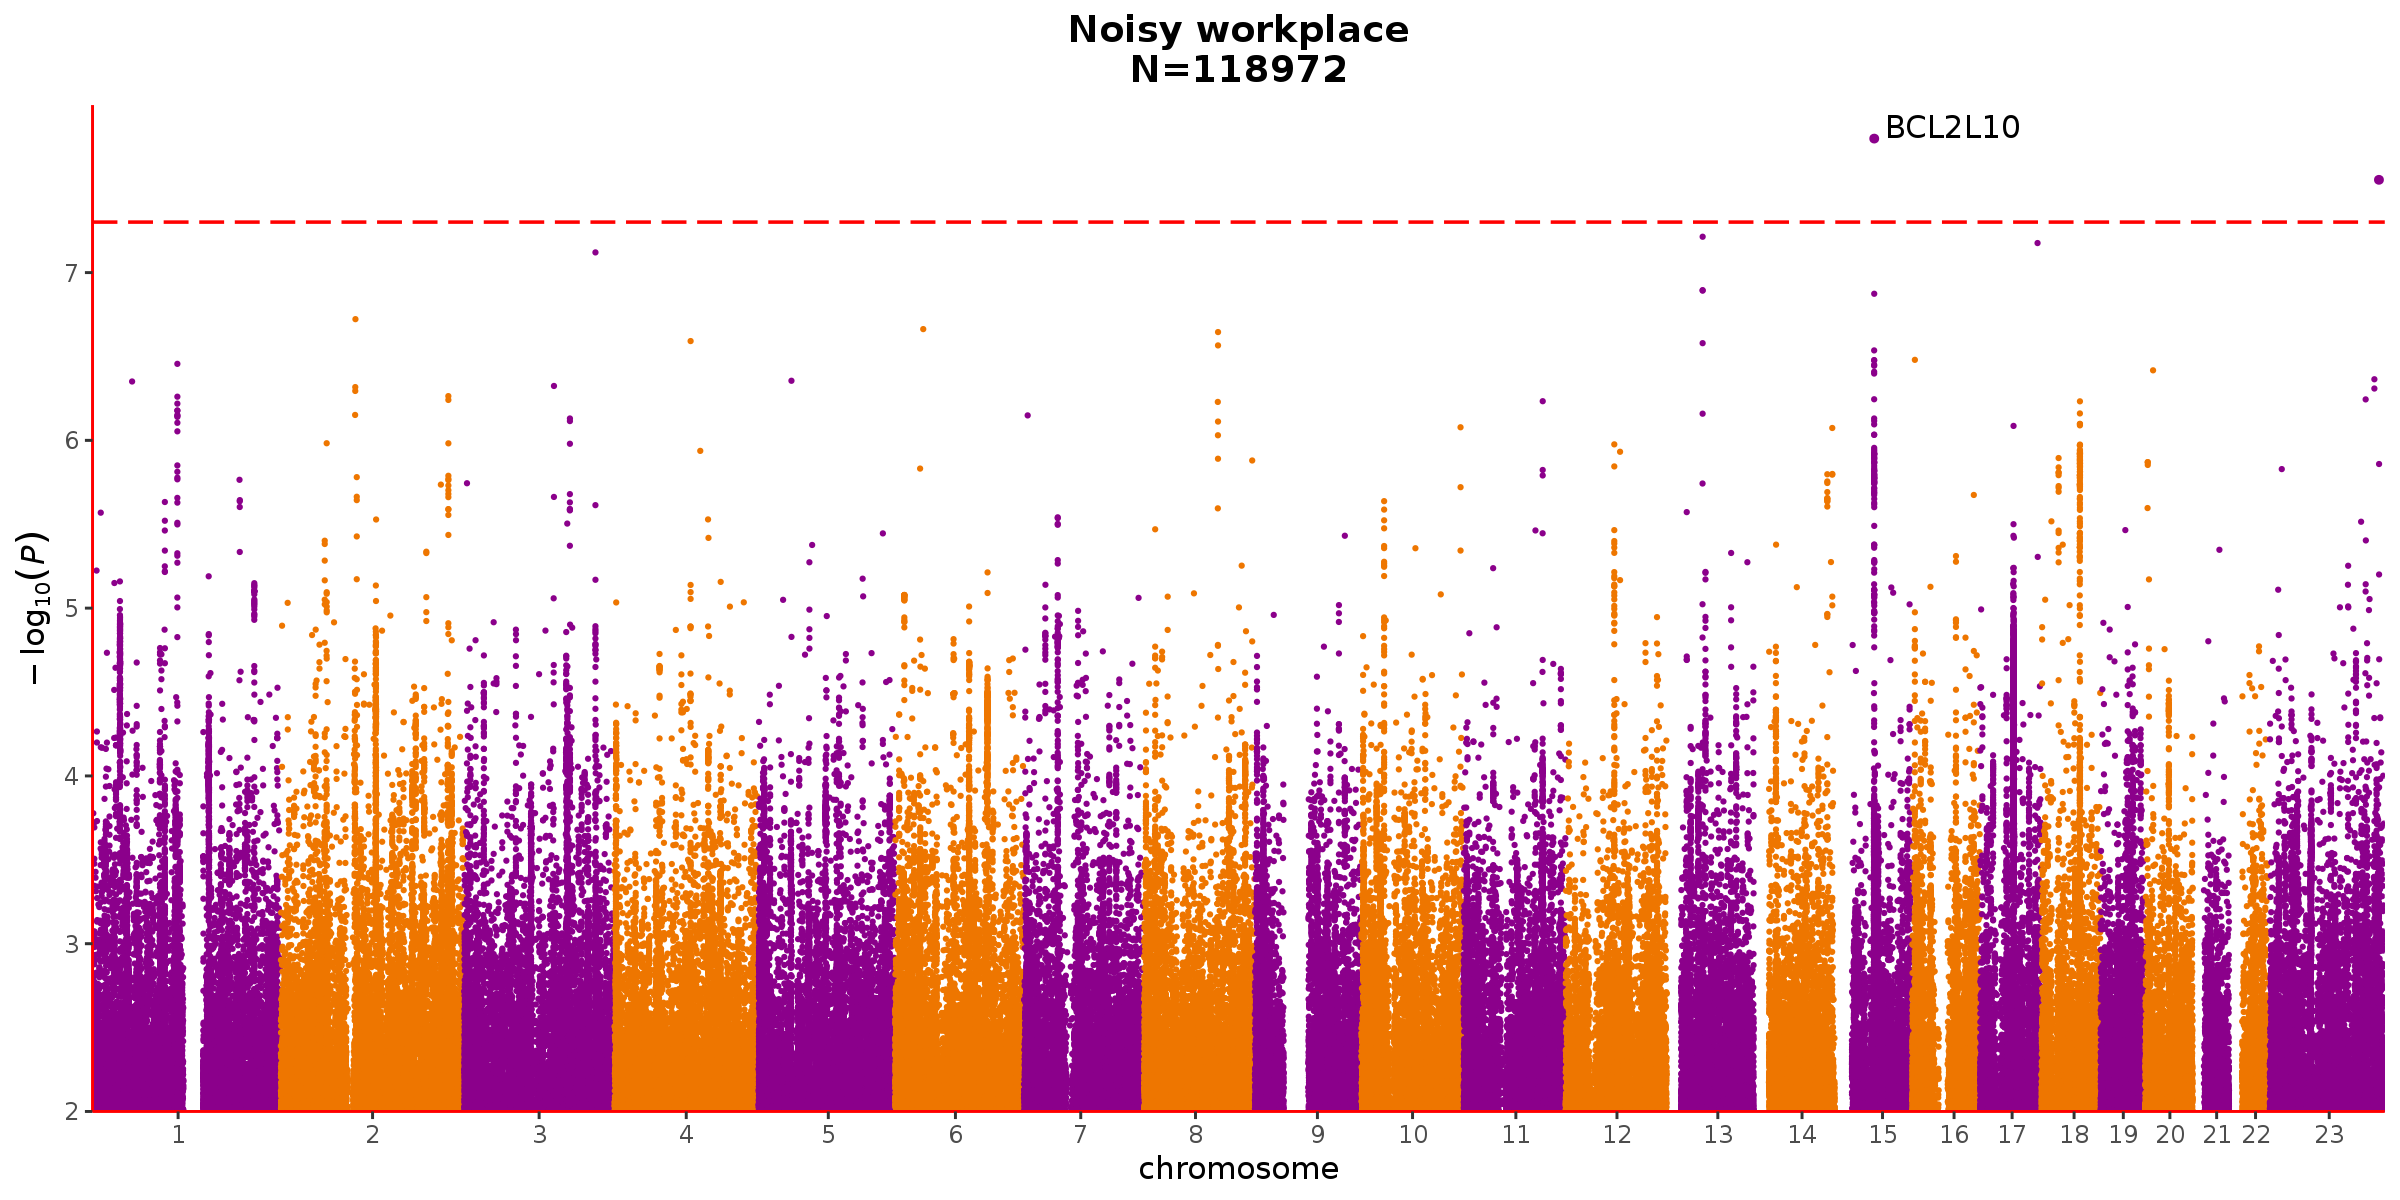 Noisy workplace
N=118972
BCL2L10
7
6
5
4
3
2
−log₁₀(P)
1 2 3 4 5 6 7 8 9 10 11 12 13 14 15 16 17 18 19 20 21 22 23
chromosome